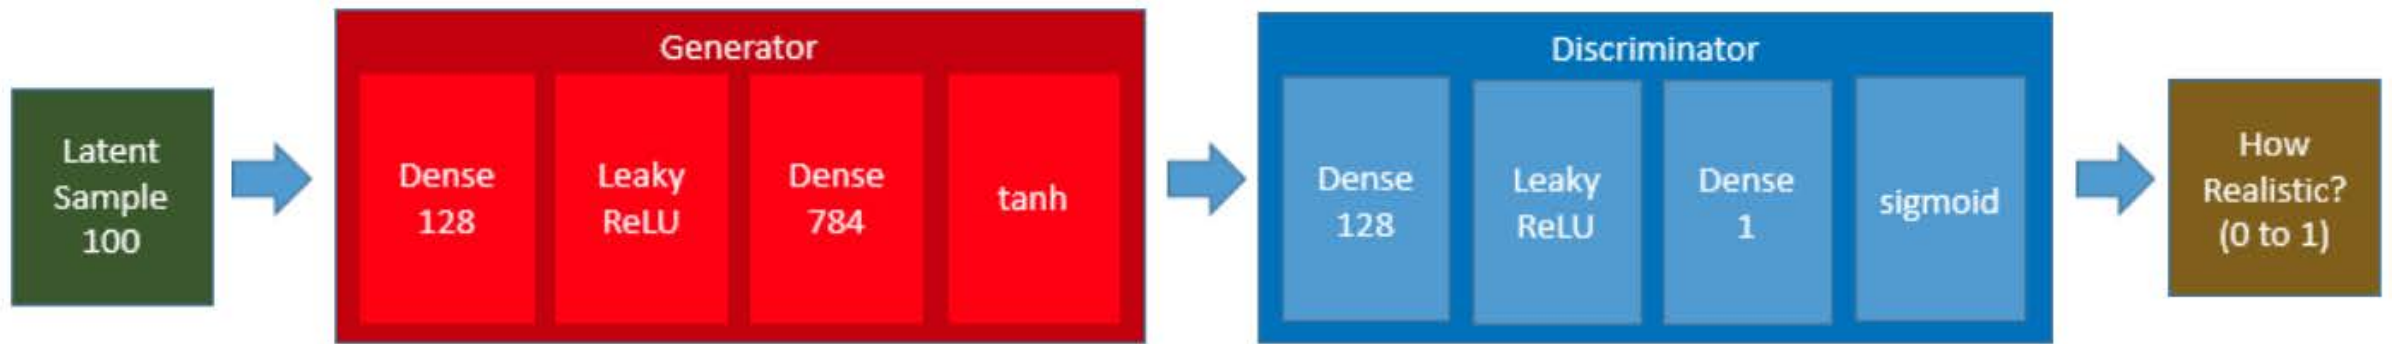 Latent
Sample
100
Generator
Dense
128
Leaky
ReLU
Dense
784
tanh
Discriminator
Dense
128
Leaky
ReLU
Dense
1
sigmoid
How
Realistic?
(0 to 1)